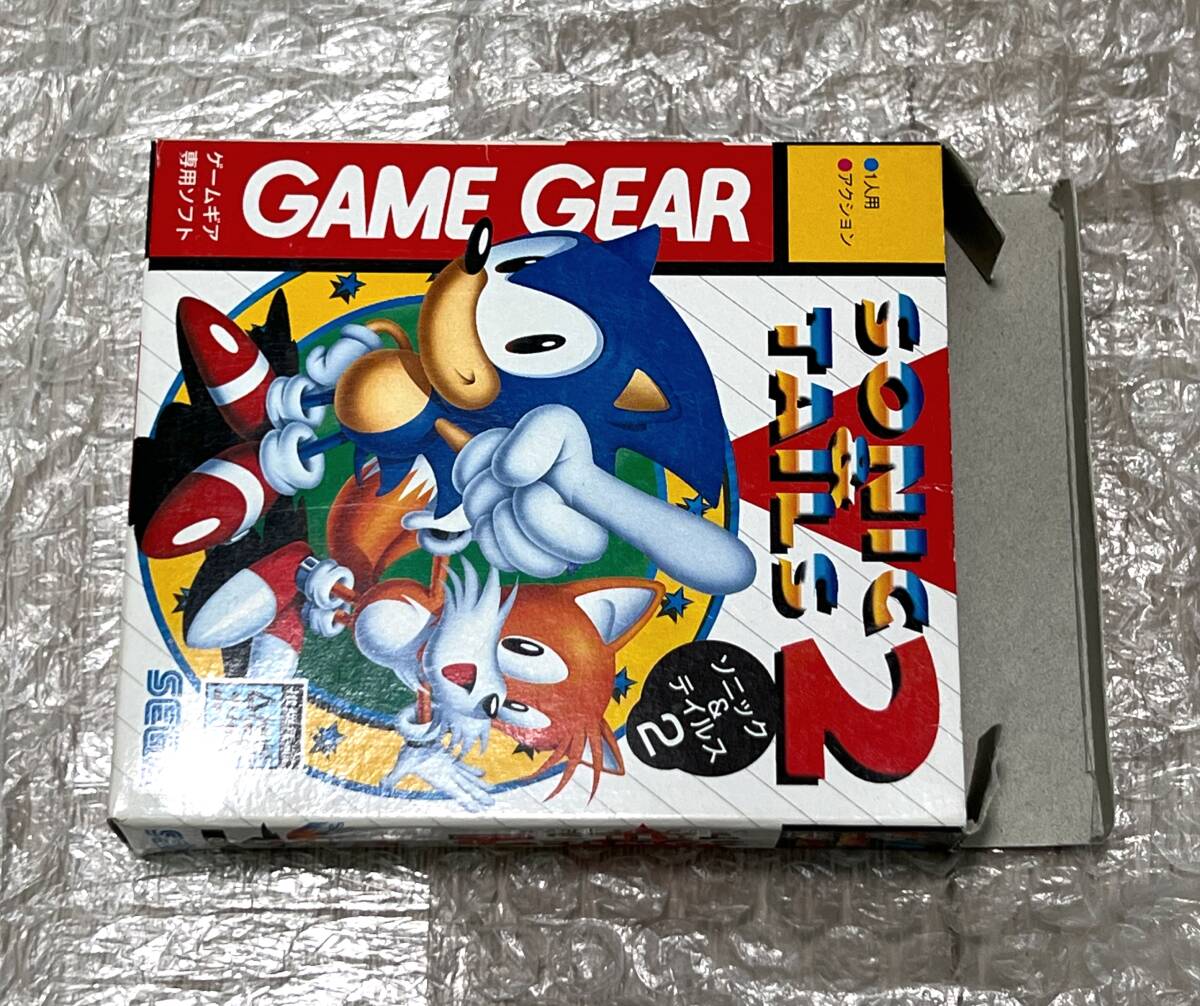 GAME GEAR
ゲームギア
専用ソフト
●1人用
●アクション
SONIC
&
TAILS
2
ソニック
&
テイルス
2
SEGA